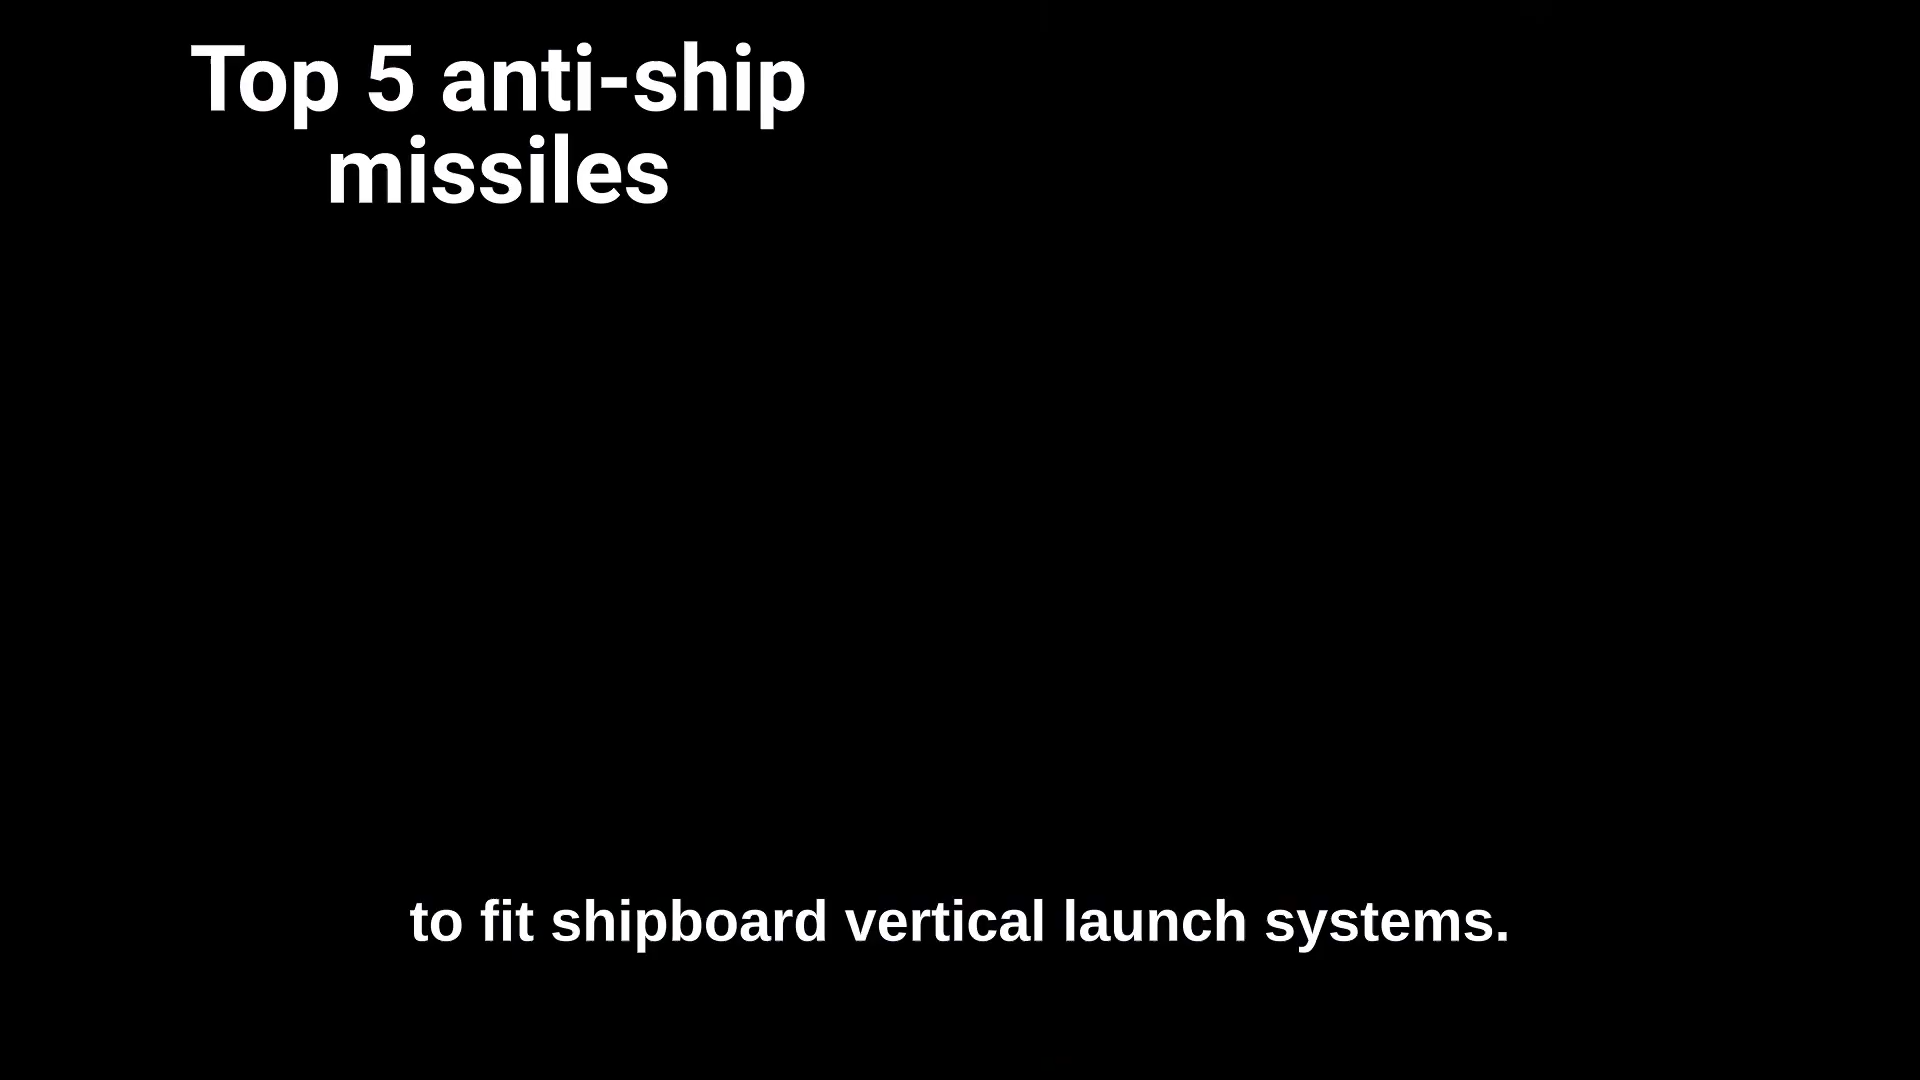 Top 5 anti-ship
missiles
to fit shipboard vertical launch systems.